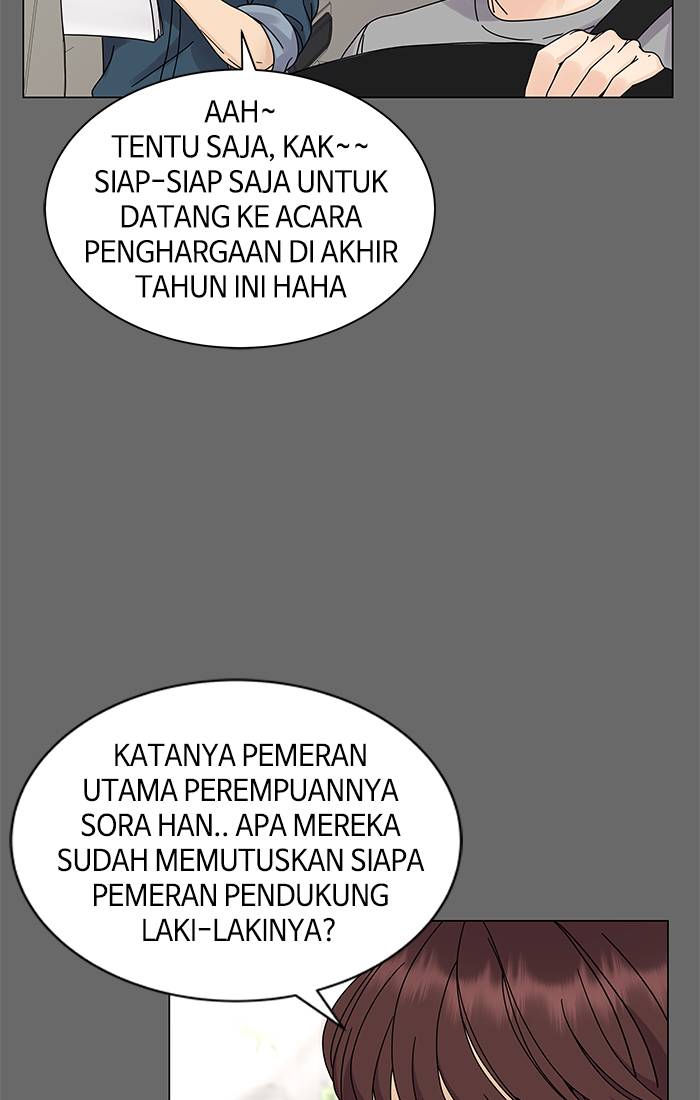 AAH~
TENTU SAJA, KAK~~
SIAP-SIAP SAJA UNTUK
DATANG KE ACARA
PENGHARGAAN DI AKHIR
TAHUN INI HAHA
KATANYA PEMERAN
UTAMA PEREMPUANNYA
SORA HAN.. APA MEREKA
SUDAH MEMUTUSKAN SIAPA
PEMERAN PENDUKUNG
LAKI-LAKINYA?